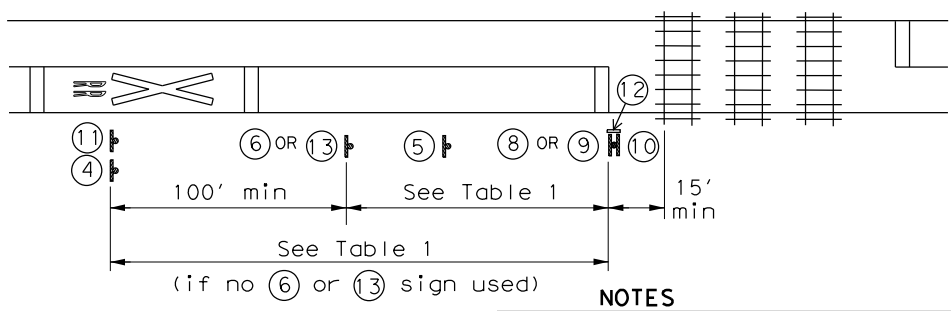 RR
12
11 6 OR 13 5 8 OR 9 10
4
100' min See Table 1 15' min
See Table 1
(if no 6 or 13 sign used)
NOTES